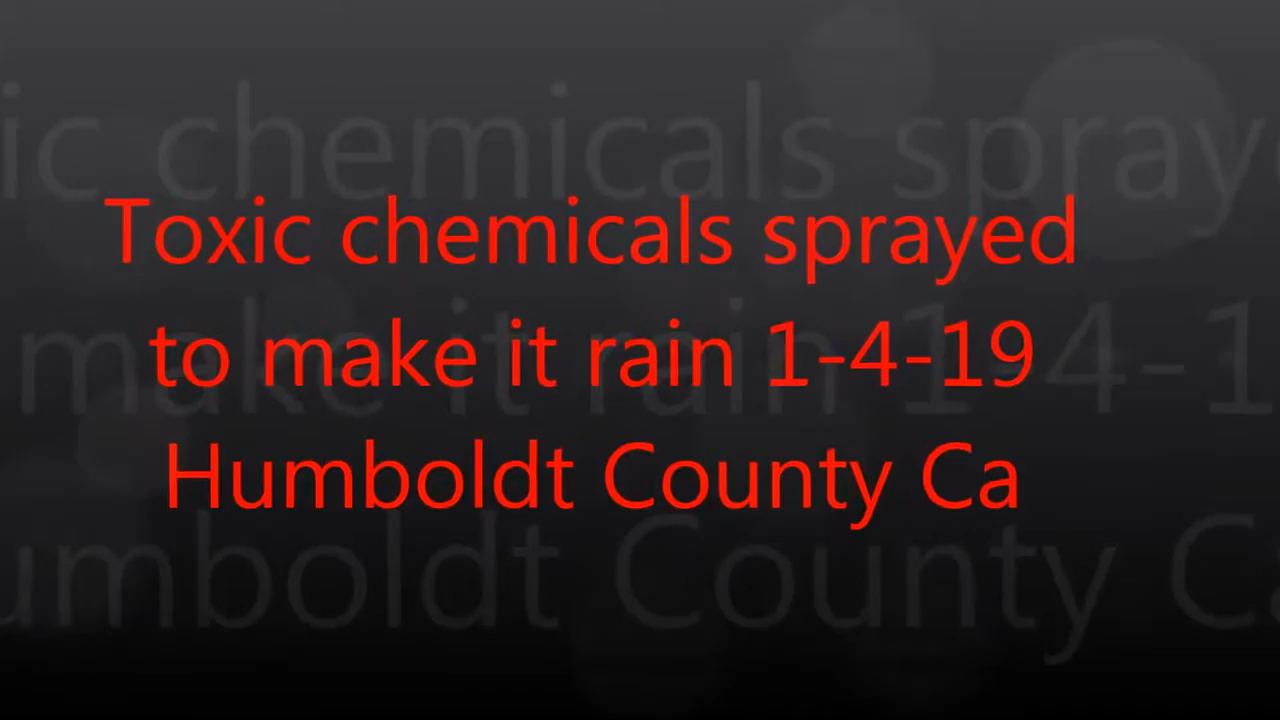 Toxic chemicals sprayed
to make it rain 1-4-19
Humboldt County Ca